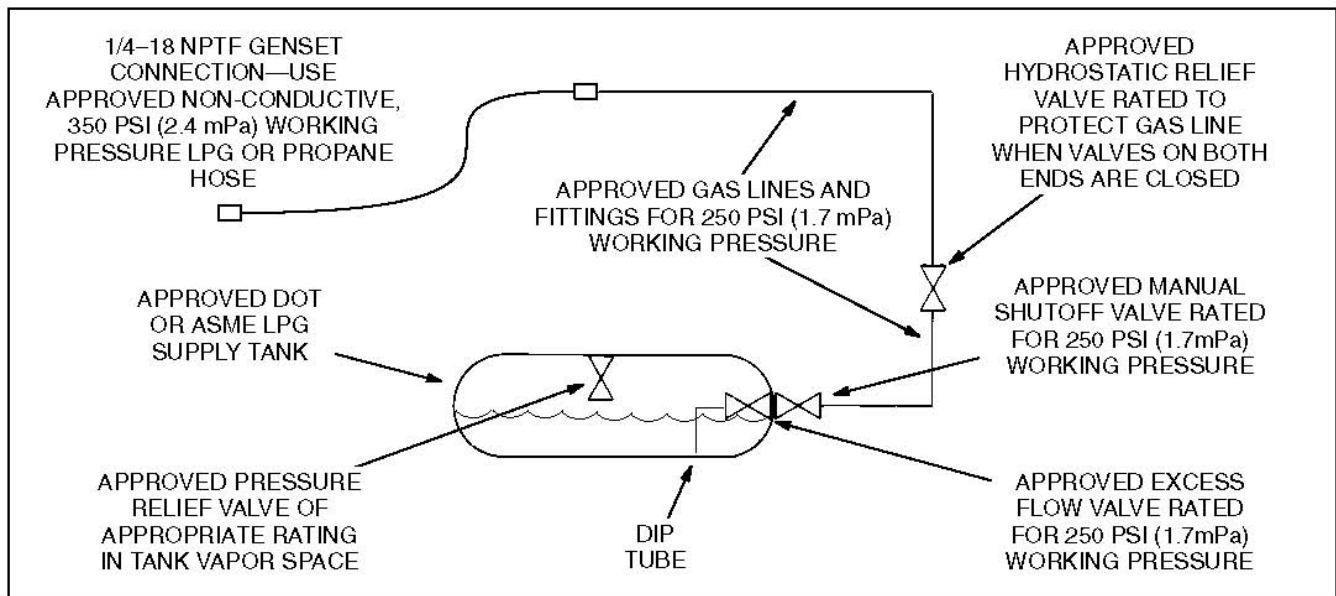 1/4–18 NPTF GENSET
CONNECTION—USE
APPROVED NON-CONDUCTIVE,
350 PSI (2.4 mPa) WORKING
PRESSURE LPG OR PROPANE
HOSE
APPROVED
HYDROSTATIC RELIEF
VALVE RATED TO
PROTECT GAS LINE
WHEN VALVES ON BOTH
ENDS ARE CLOSED
APPROVED GAS LINES AND
FITTINGS FOR 250 PSI (1.7 mPa)
WORKING PRESSURE
APPROVED DOT
OR ASME LPG
SUPPLY TANK
APPROVED MANUAL
SHUTOFF VALVE RATED
FOR 250 PSI (1.7mPa)
WORKING PRESSURE
APPROVED PRESSURE
RELIEF VALVE OF
APPROPRIATE RATING
IN TANK VAPOR SPACE
DIP
TUBE
APPROVED EXCESS
FLOW VALVE RATED
FOR 250 PSI (1.7mPa)
WORKING PRESSURE